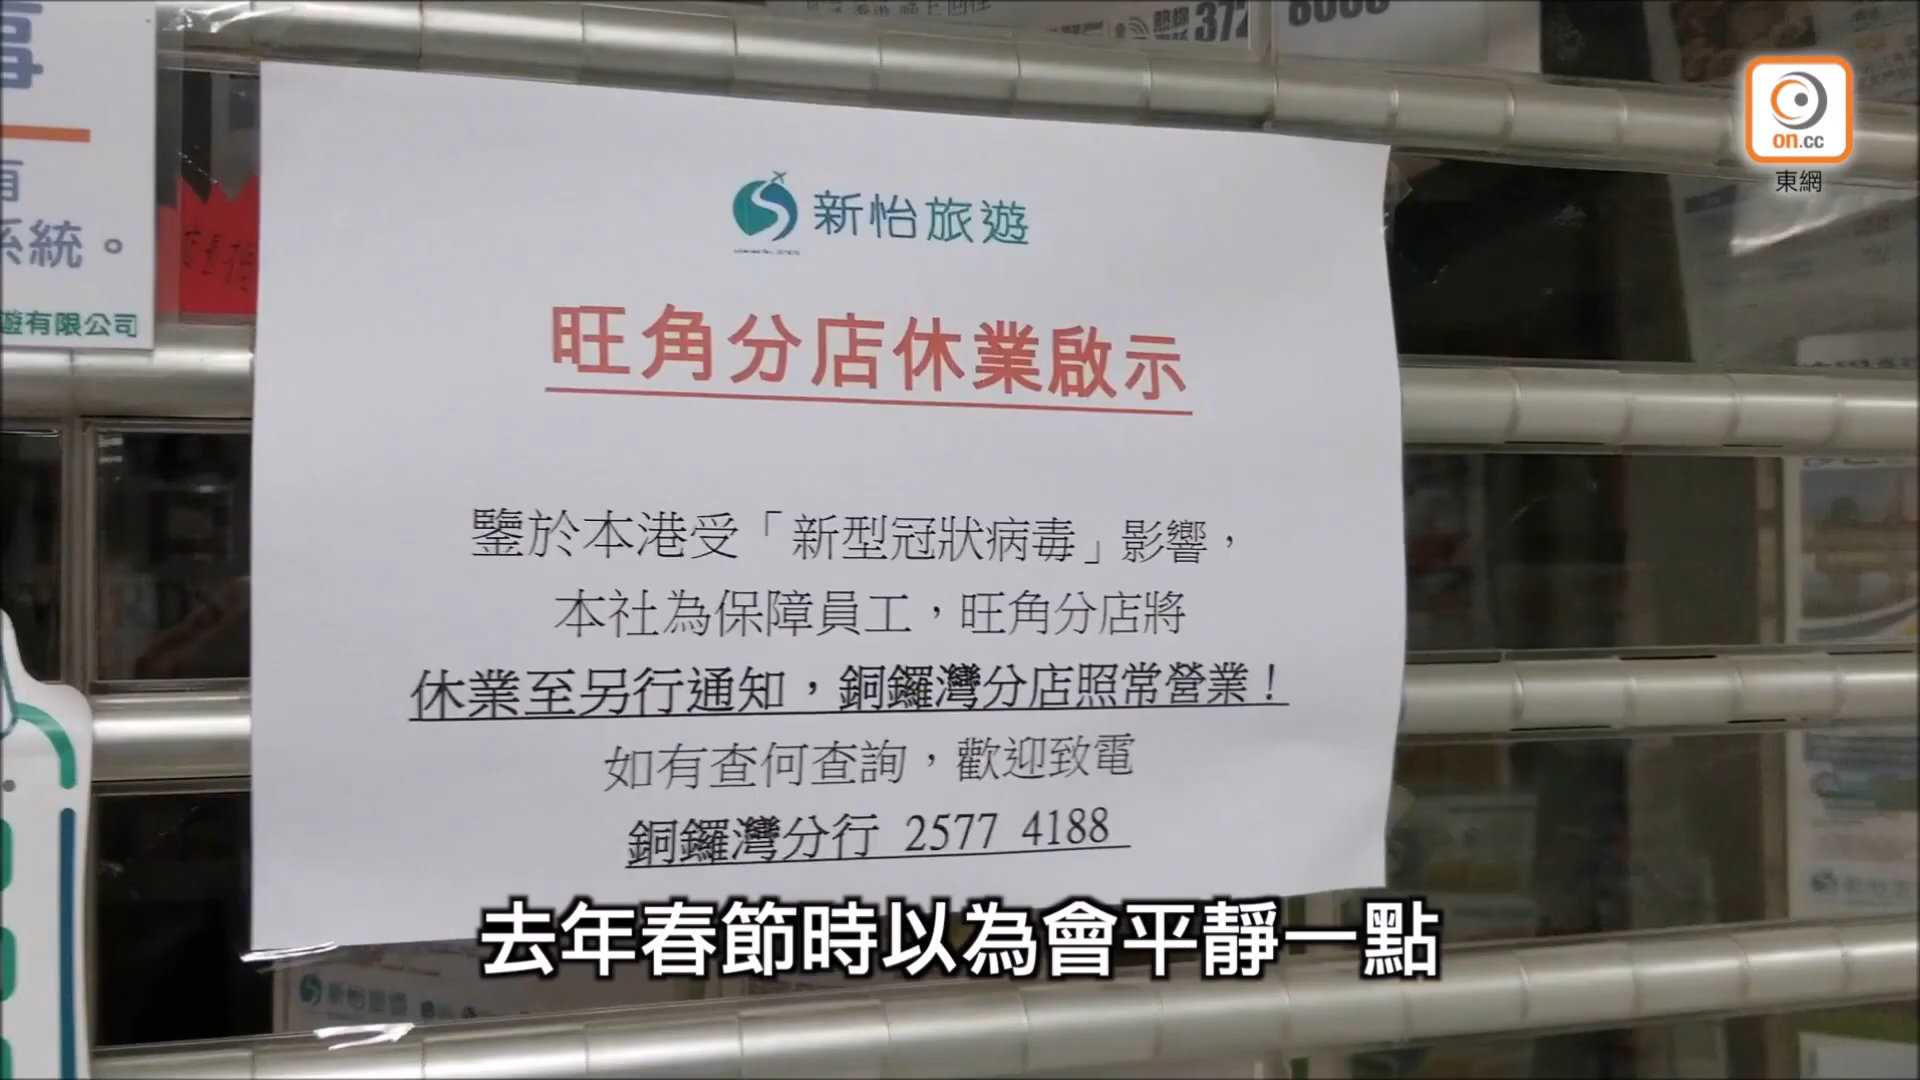 on.cc
東網
系統。
遊有限公司
新怡旅遊
旺角分店休業啟示
鑒於本港受「新型冠狀病毒」影響，
本社為保障員工，旺角分店將
休業至另行通知，銅鑼灣分店照常營業！
如有查何查詢，歡迎致電
銅鑼灣分行 2577 4188
去年春節時以為會平靜一點